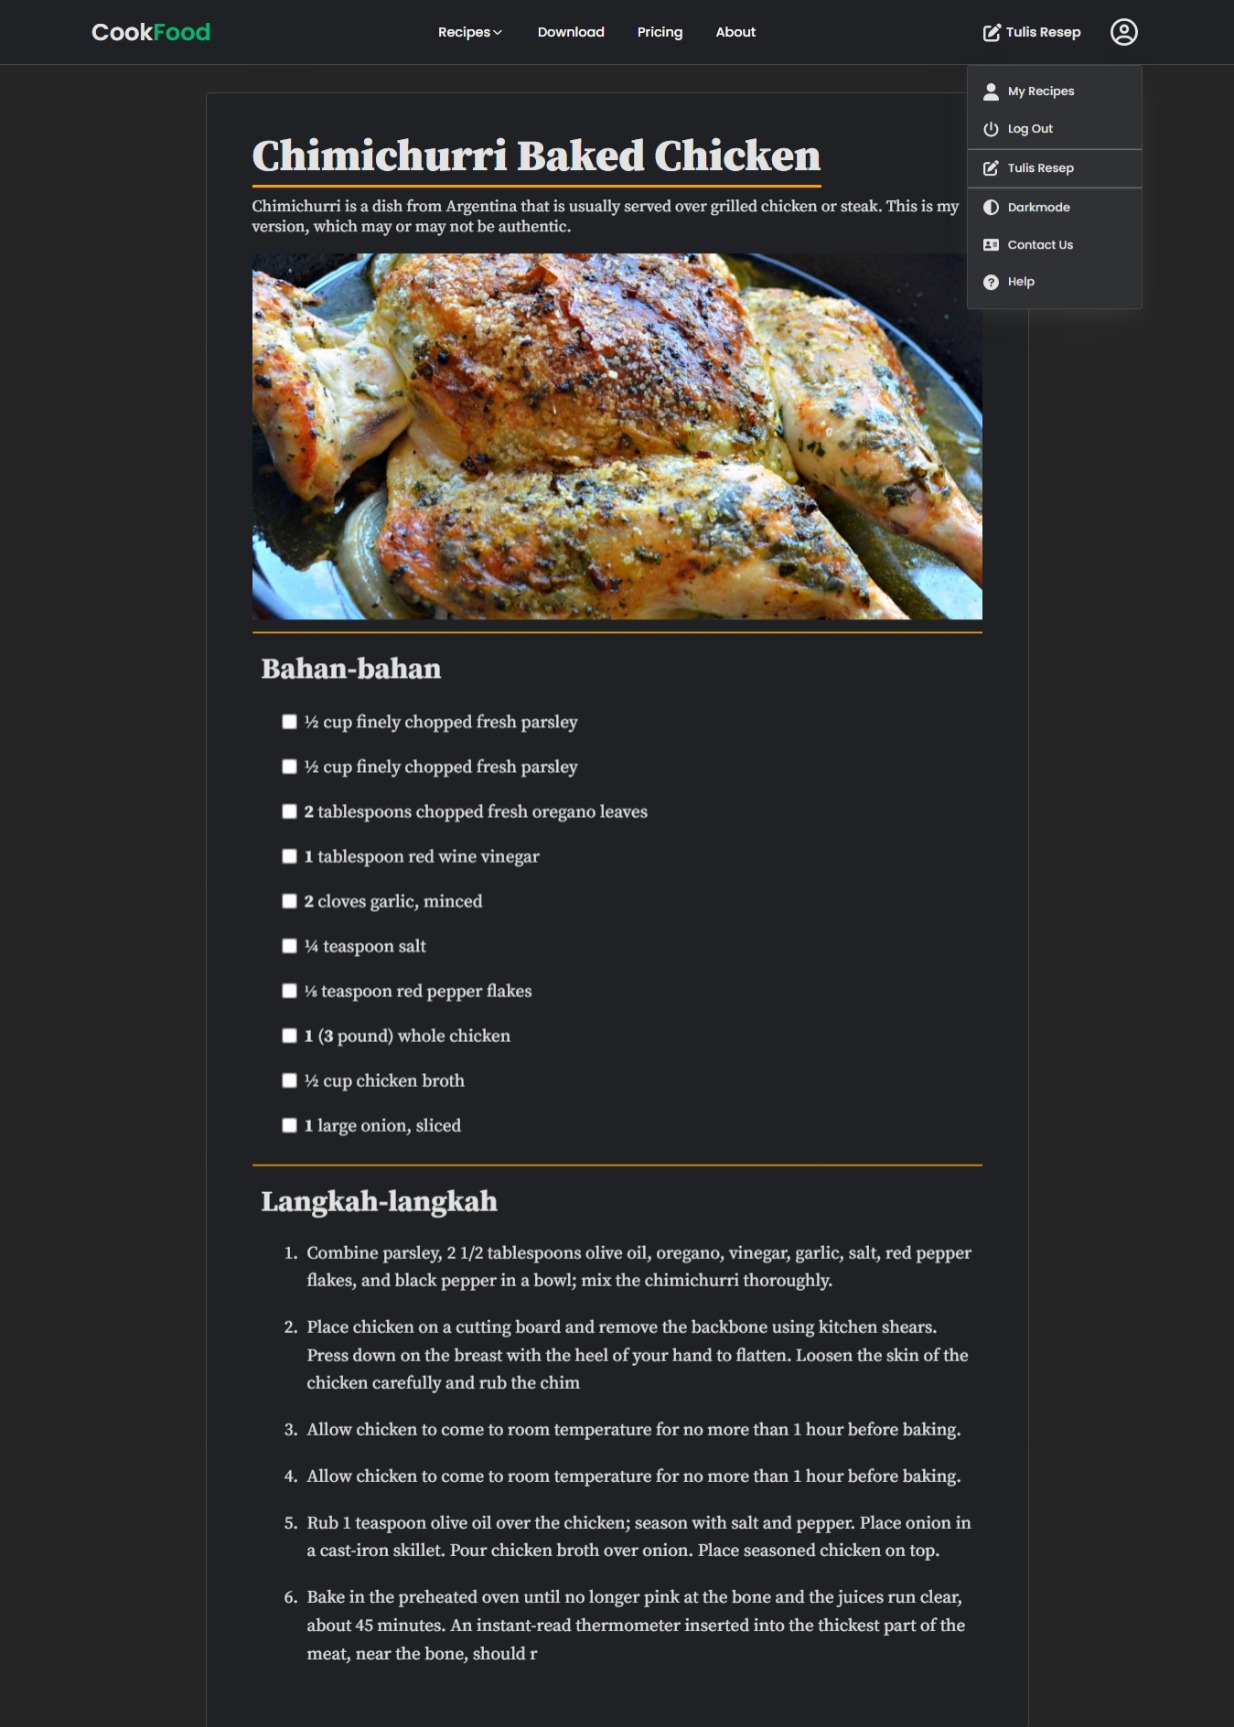 CookFood
Recipes
Download
Pricing
About
Tulis Resep
My Recipes
Log Out
Tulis Resep
Darkmode
Contact Us
Help
Chimichurri Baked Chicken
Chimichurri is a dish from Argentina that is usually served over grilled chicken or steak. This is my
version, which may or may not be authentic.
Bahan-bahan
½ cup finely chopped fresh parsley
½ cup finely chopped fresh parsley
2 tablespoons chopped fresh oregano leaves
1 tablespoon red wine vinegar
2 cloves garlic, minced
¼ teaspoon salt
⅛ teaspoon red pepper flakes
1 (3 pound) whole chicken
½ cup chicken broth
1 large onion, sliced
Langkah-langkah
1. Combine parsley, 2 1/2 tablespoons olive oil, oregano, vinegar, garlic, salt, red pepper
flakes, and black pepper in a bowl; mix the chimichurri thoroughly.
2. Place chicken on a cutting board and remove the backbone using kitchen shears.
Press down on the breast with the heel of your hand to flatten. Loosen the skin of the
chicken carefully and rub the chim
3. Allow chicken to come to room temperature for no more than 1 hour before baking.
4. Allow chicken to come to room temperature for no more than 1 hour before baking.
5. Rub 1 teaspoon olive oil over the chicken; season with salt and pepper. Place onion in
a cast-iron skillet. Pour chicken broth over onion. Place seasoned chicken on top.
6. Bake in the preheated oven until no longer pink at the bone and the juices run clear,
about 45 minutes. An instant-read thermometer inserted into the thickest part of the
meat, near the bone, should r